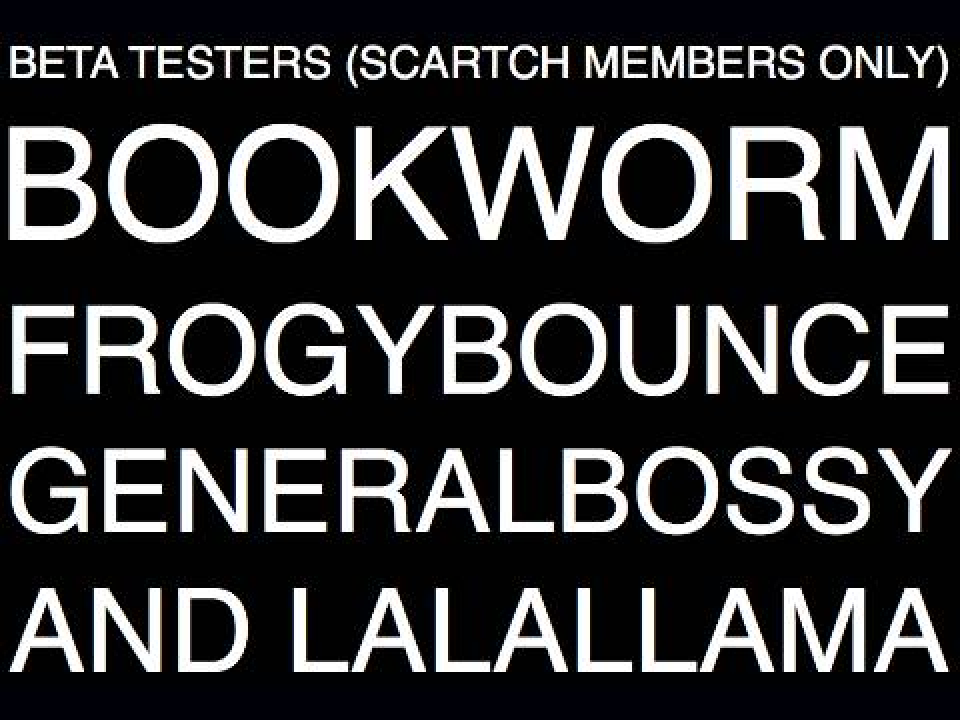 BETA TESTERS (SCARTCH MEMBERS ONLY)
BOOKWORM
FROGYBOUNCE
GENERALBOSSY
AND LALALLAMA